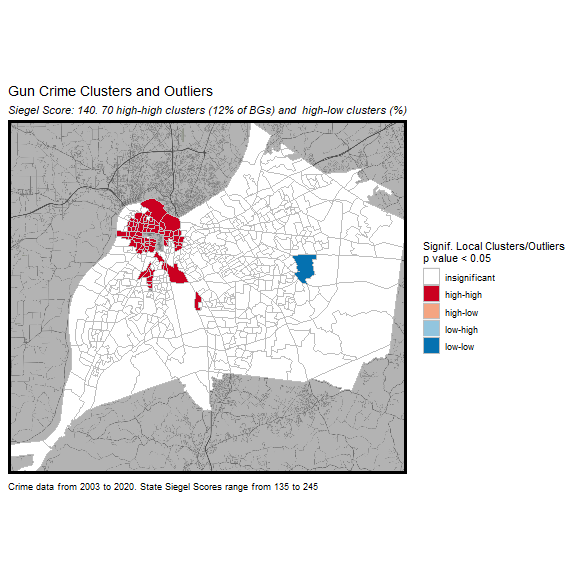 Gun Crime Clusters and Outliers
Siegel Score: 140. 70 high-high clusters (12% of BGs) and  high-low clusters (%)
Signif. Local Clusters/Outliers
p value < 0.05
insignificant
high-high
high-low
low-high
low-low
Crime data from 2003 to 2020. State Siegel Scores range from 135 to 245